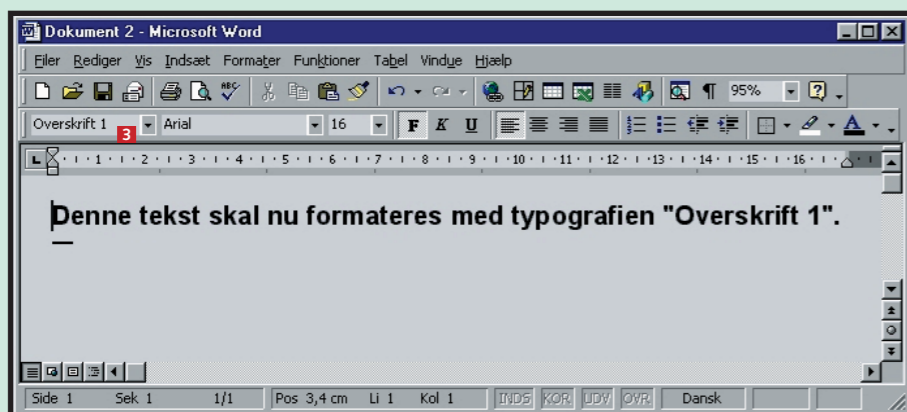 Dokument 2 - Microsoft Word
Filer Rediger Vis Indsæt Formater Funktioner Tabel Vindue Hjælp
ABC ¶ 95%
Overskrift 1 3 Arial 16 F K U A
L 1 2 3 4 5 6 7 8 9 10 11 12 13 14 15 16
Denne tekst skal nu formateres med typografien "Overskrift 1".
Side 1 Sek 1 1/1 Pos 3,4 cm Li 1 Kol 1 INDS KOR UDV OVR Dansk